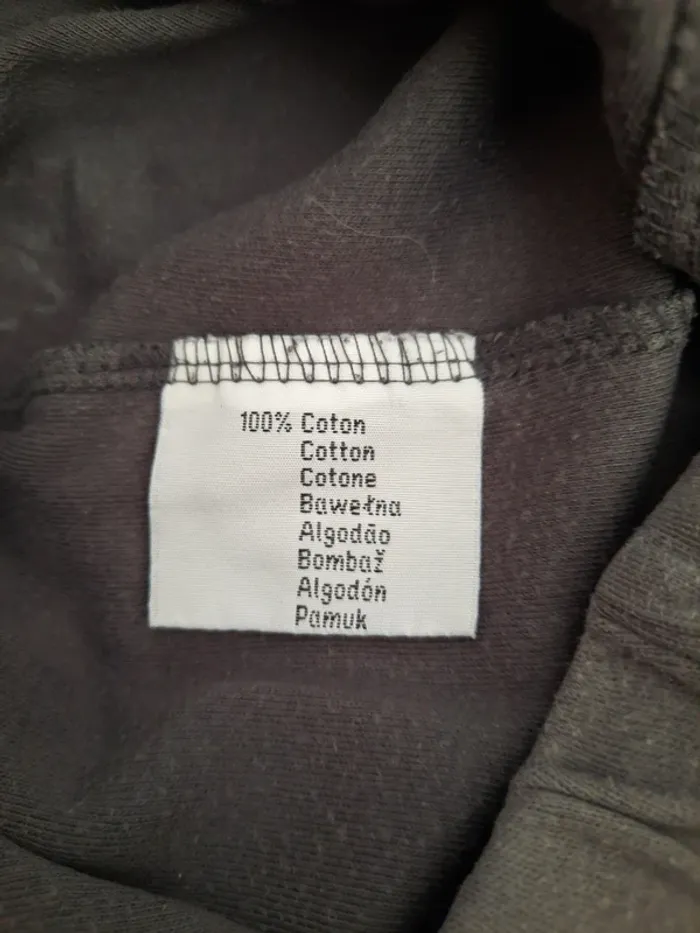 100% Coton
Cotton
Cotone
Bawełna
Algodão
Bombaž
Algodón
Pamuk